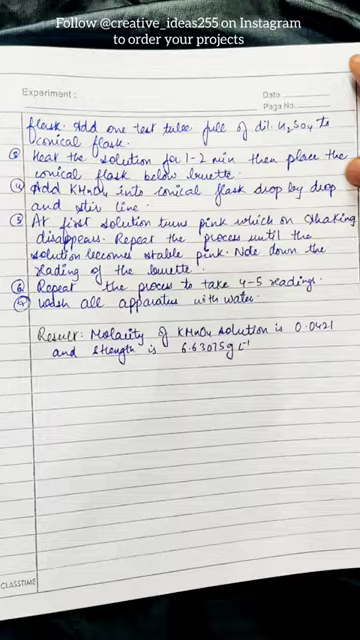 Follow @creative_ideas255 on Instagram
to order your projects
Experiment :
Date
Page No.
flask. Add one test tube full of dil. H2SO4 to
conical flask.
③ Heat the solution for 1-2 min then place the
conical flask below burette.
④ Add KMnO4 into conical flask drop by drop
and stir
⑤ At first solution turns pink which on shaking
disappears. Repeat the process until the
solution becomes stable pink. Node down the
reading of the burette.
⑥ Repeat the process to take 4-5 readings.
⑦ Wash all apparatus with water.
Result: Molarity of KMnO4 solution is 0.0421
and strength is 6.63075g L-1
CLASSTIME